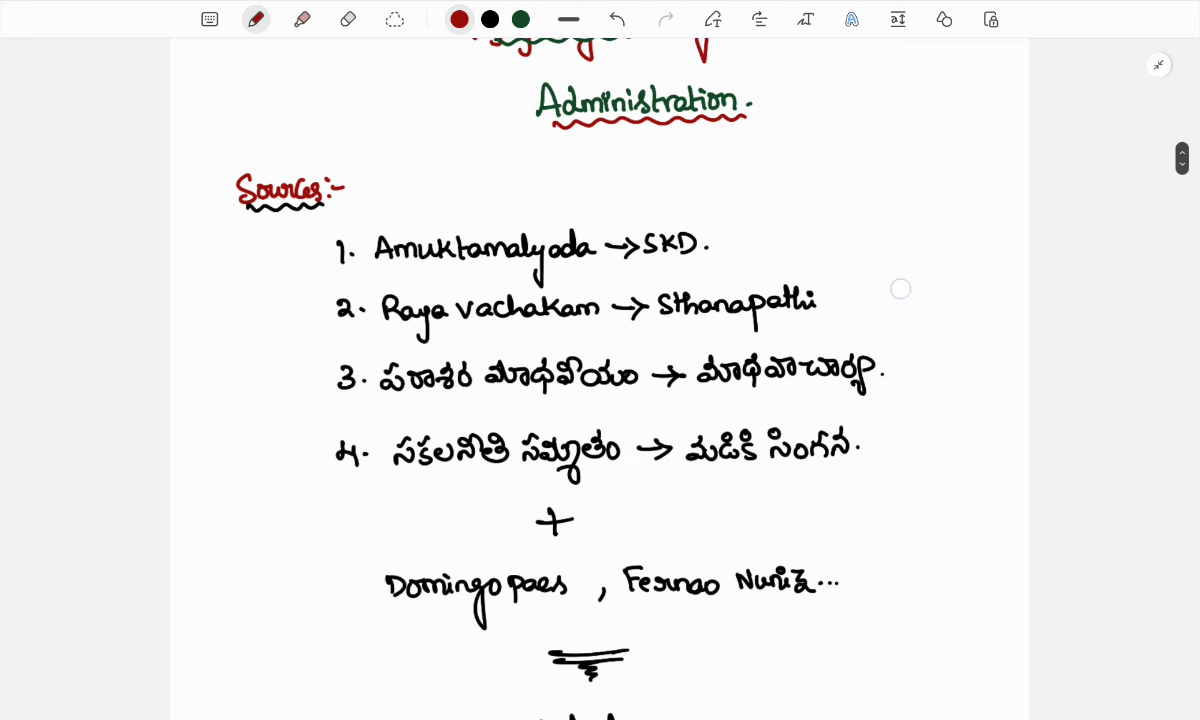 Administration.
Sources:-
1. Amuktamalyada → SKD.
2. Raya vachakam → Sthanapathi
3. పరాశర మాధవీయం → మాధవాచార్య.
4. సకలనీతి సమ్మతం → మడికి సింగన.
+
Domingo paes , Fernao Nuniz...